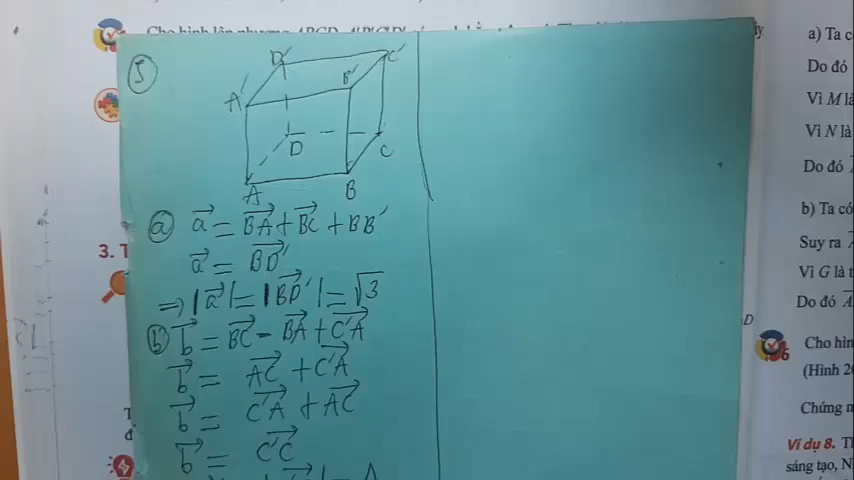 5
D' C'
A' B'
D C
A B
a) a⃗ = BA⃗ + BC⃗ + BB'
a⃗ = BD'⃗
⇒ |a⃗| = |BD'⃗| = √3
b) b⃗ = BC⃗ - BA⃗ + C'A⃗
b⃗ = AC⃗ + C'A⃗
b⃗ = C'A⃗ + AC⃗
b⃗ = C'C⃗
3. T
D
a) Ta c
Do đó
Vì M là
Vì N là
Do đó
b) Ta có
Suy ra
Vì G là t
Do đó
6
Cho hìn
(Hình 2
Chứng n
Ví dụ 8. T
sáng tạo, N